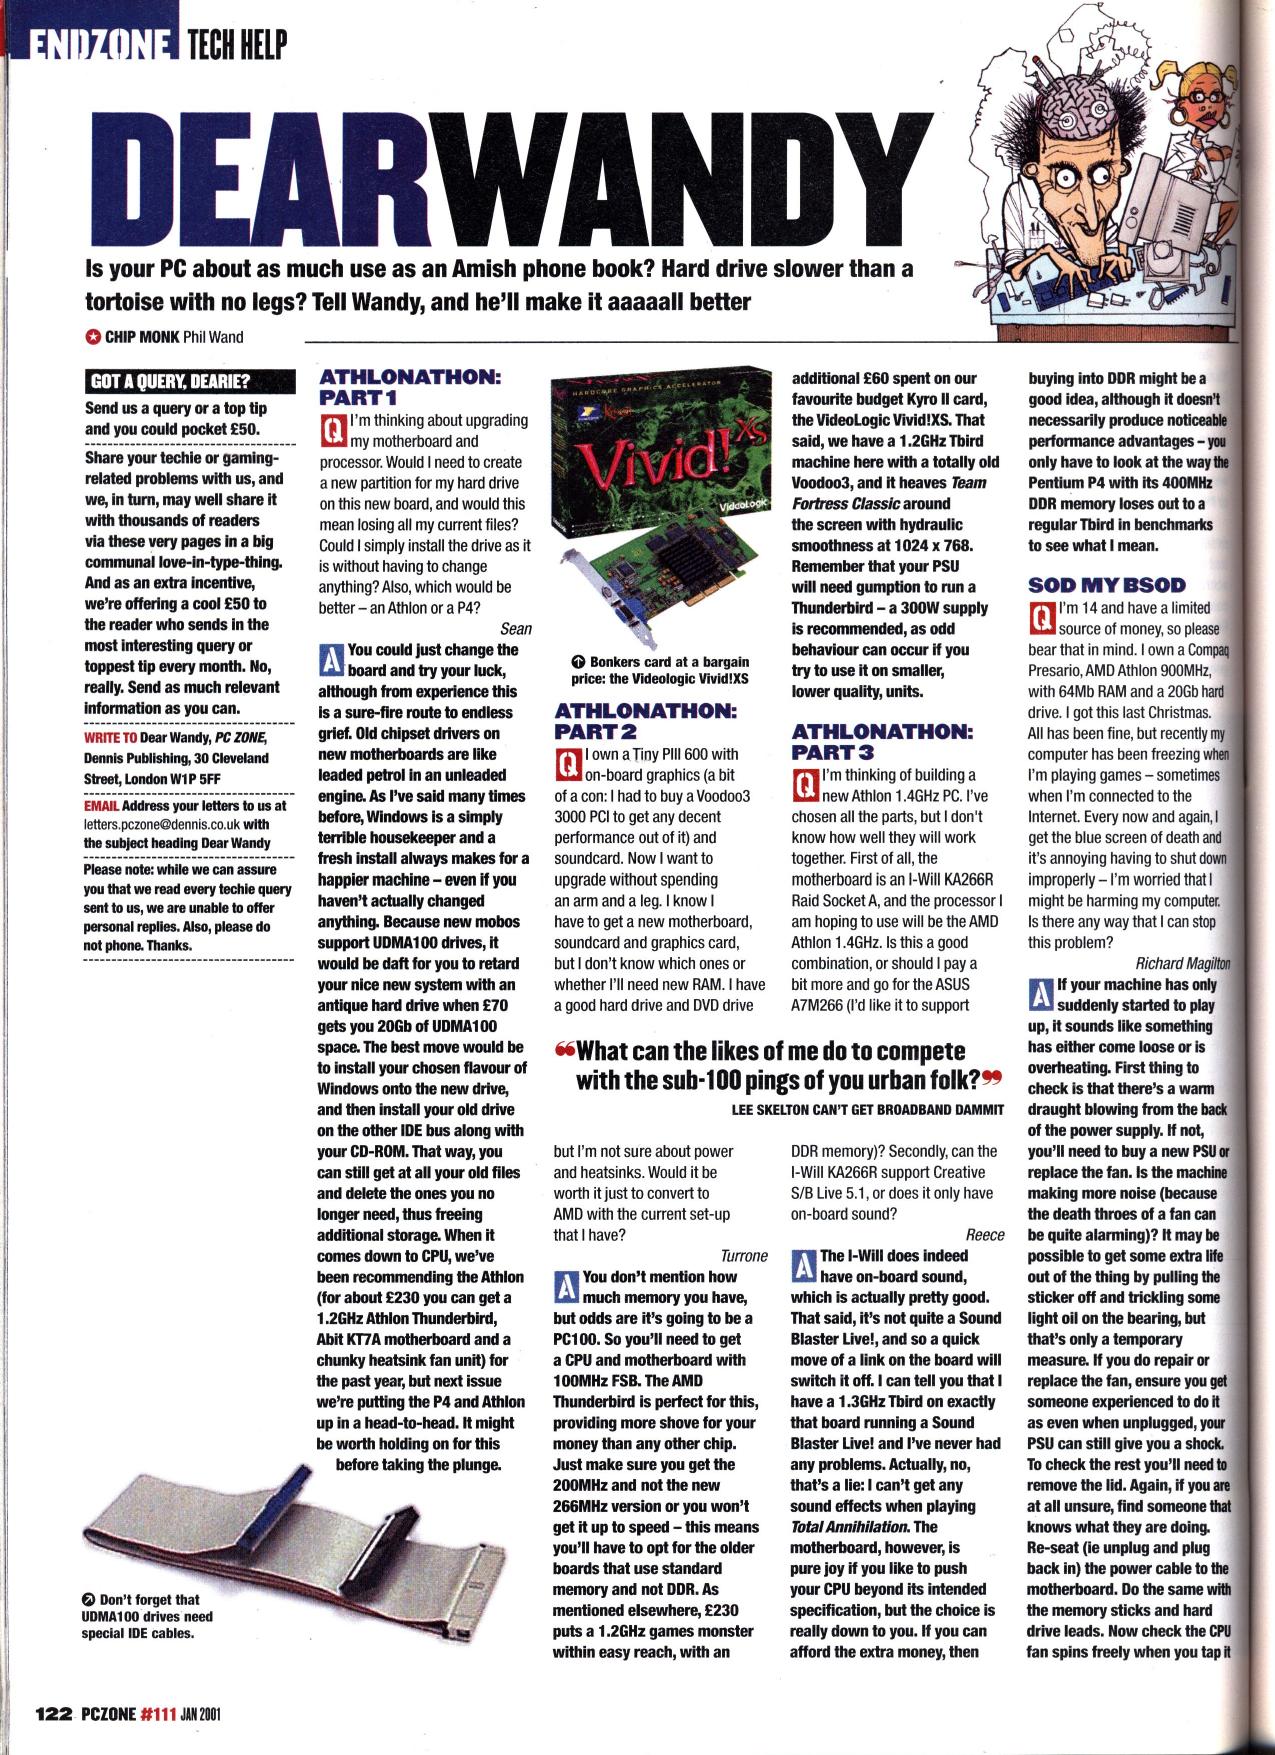 ENDZONE TECH HELP
DEARWANDY
Is your PC about as much use as an Amish phone book? Hard drive slower than a
tortoise with no legs? Tell Wandy, and he'll make it aaaaall better
CHIP MONK Phil Wand
GOT A QUERY, DEARIE?
Send us a query or a top tip
and you could pocket £50.
Share your techie or gaming-
related problems with us, and
we, in turn, may well share it
with thousands of readers
via these very pages in a big
communal love-in-type-thing.
And as an extra incentive,
we're offering a cool £50 to
the reader who sends in the
most interesting query or
toppest tip every month. No,
really. Send as much relevant
information as you can.
WRITE TO Dear Wandy, PC ZONE,
Dennis Publishing, 30 Cleveland
Street, London W1P 5FF
EMAIL Address your letters to us at
letters.pczone@dennis.co.uk with
the subject heading Dear Wandy
Please note: while we can assure
you that we read every techie query
sent to us, we are unable to offer
personal replies. Also, please do
not phone. Thanks.
ATHLONATHON:
PART 1
Q I'm thinking about upgrading
my motherboard and
processor. Would I need to create
a new partition for my hard drive
on this new board, and would this
mean losing all my current files?
Could I simply install the drive as it
is without having to change
anything? Also, which would be
better – an Athlon or a P4?
Sean
A You could just change the
board and try your luck,
although from experience this
is a sure-fire route to endless
grief. Old chipset drivers on
new motherboards are like
leaded petrol in an unleaded
engine. As I've said many times
before, Windows is a simply
terrible housekeeper and a
fresh install always makes for a
happier machine – even if you
haven't actually changed
anything. Because new mobos
support UDMA100 drives, it
would be daft for you to retard
your nice new system with an
antique hard drive when £70
gets you 20Gb of UDMA100
space. The best move would be
to install your chosen flavour of
Windows onto the new drive,
and then install your old drive
on the other IDE bus along with
your CD-ROM. That way, you
can still get at all your old files
and delete the ones you no
longer need, thus freeing
additional storage. When it
comes down to CPU, we've
been recommending the Athlon
(for about £230 you can get a
1.2GHz Athlon Thunderbird,
Abit KT7A motherboard and a
chunky heatsink fan unit) for
the past year, but next issue
we're putting the P4 and Athlon
up in a head-to-head. It might
be worth holding on for this
before taking the plunge.
Don't forget that
UDMA100 drives need
special IDE cables.
HARDCORE GRAPHICS ACCELERATOR
Vivid!XS
VideoLogic
Bonkers card at a bargain
price: the Videologic Vivid!XS
ATHLONATHON:
PART 2
Q I own a Tiny PIII 600 with
on-board graphics (a bit
of a con: I had to buy a Voodoo3
3000 PCI to get any decent
performance out of it) and
soundcard. Now I want to
upgrade without spending
an arm and a leg. I know I
have to get a new motherboard,
soundcard and graphics card,
but I don't know which ones or
whether I'll need new RAM. I have
a good hard drive and DVD drive
but I'm not sure about power
and heatsinks. Would it be
worth it just to convert to
AMD with the current set-up
that I have?
Turrone
A You don't mention how
much memory you have,
but odds are it's going to be a
PC100. So you'll need to get
a CPU and motherboard with
100MHz FSB. The AMD
Thunderbird is perfect for this,
providing more shove for your
money than any other chip.
Just make sure you get the
200MHz and not the new
266MHz version or you won't
get it up to speed – this means
you'll have to opt for the older
boards that use standard
memory and not DDR. As
mentioned elsewhere, £230
puts a 1.2GHz games monster
within easy reach, with an
additional £60 spent on our
favourite budget Kyro II card,
the VideoLogic Vivid!XS. That
said, we have a 1.2GHz Tbird
machine here with a totally old
Voodoo3, and it heaves Team
Fortress Classic around
the screen with hydraulic
smoothness at 1024 x 768.
Remember that your PSU
will need gumption to run a
Thunderbird – a 300W supply
is recommended, as odd
behaviour can occur if you
try to use it on smaller,
lower quality, units.
ATHLONATHON:
PART 3
Q I'm thinking of building a
new Athlon 1.4GHz PC. I've
chosen all the parts, but I don't
know how well they will work
together. First of all, the
motherboard is an I-Will KA266R
Raid Socket A, and the processor I
am hoping to use will be the AMD
Athlon 1.4GHz. Is this a good
combination, or should I pay a
bit more and go for the ASUS
A7M266 (I'd like it to support
DDR memory)? Secondly, can the
I-Will KA266R support Creative
S/B Live 5.1, or does it only have
on-board sound?
Reece
A The I-Will does indeed
have on-board sound,
which is actually pretty good.
That said, it's not quite a Sound
Blaster Live!, and so a quick
move of a link on the board will
switch it off. I can tell you that I
have a 1.3GHz Tbird on exactly
that board running a Sound
Blaster Live! and I've never had
any problems. Actually, no,
that's a lie: I can't get any
sound effects when playing
Total Annihilation. The
motherboard, however, is
pure joy if you like to push
your CPU beyond its intended
specification, but the choice is
really down to you. If you can
afford the extra money, then
buying into DDR might be a
good idea, although it doesn't
necessarily produce noticeable
performance advantages – you
only have to look at the way the
Pentium P4 with its 400MHz
DDR memory loses out to a
regular Tbird in benchmarks
to see what I mean.
“What can the likes of me do to compete
with the sub-100 pings of you urban folk?”
LEE SKELTON CAN'T GET BROADBAND DAMMIT
SOD MY BSOD
Q I'm 14 and have a limited
source of money, so please
bear that in mind. I own a Compaq
Presario, AMD Athlon 900MHz,
with 64Mb RAM and a 20Gb hard
drive. I got this last Christmas.
All has been fine, but recently my
computer has been freezing when
I'm playing games – sometimes
when I'm connected to the
Internet. Every now and again, I
get the blue screen of death and
it's annoying having to shut down
improperly – I'm worried that I
might be harming my computer.
Is there any way that I can stop
this problem?
Richard Magilton
A If your machine has only
suddenly started to play
up, it sounds like something
has either come loose or is
overheating. First thing to
check is that there's a warm
draught blowing from the back
of the power supply. If not,
you'll need to buy a new PSU or
replace the fan. Is the machine
making more noise (because
the death throes of a fan can
be quite alarming)? It may be
possible to get some extra life
out of the thing by pulling the
sticker off and trickling some
light oil on the bearing, but
that's only a temporary
measure. If you do repair or
replace the fan, ensure you get
someone experienced to do it
as even when unplugged, your
PSU can still give you a shock.
To check the rest you'll need to
remove the lid. Again, if you are
at all unsure, find someone that
knows what they are doing.
Re-seat (ie unplug and plug
back in) the power cable to the
motherboard. Do the same with
the memory sticks and hard
drive leads. Now check the CPU
fan spins freely when you tap it
122 PCZONE #111 JAN 2001